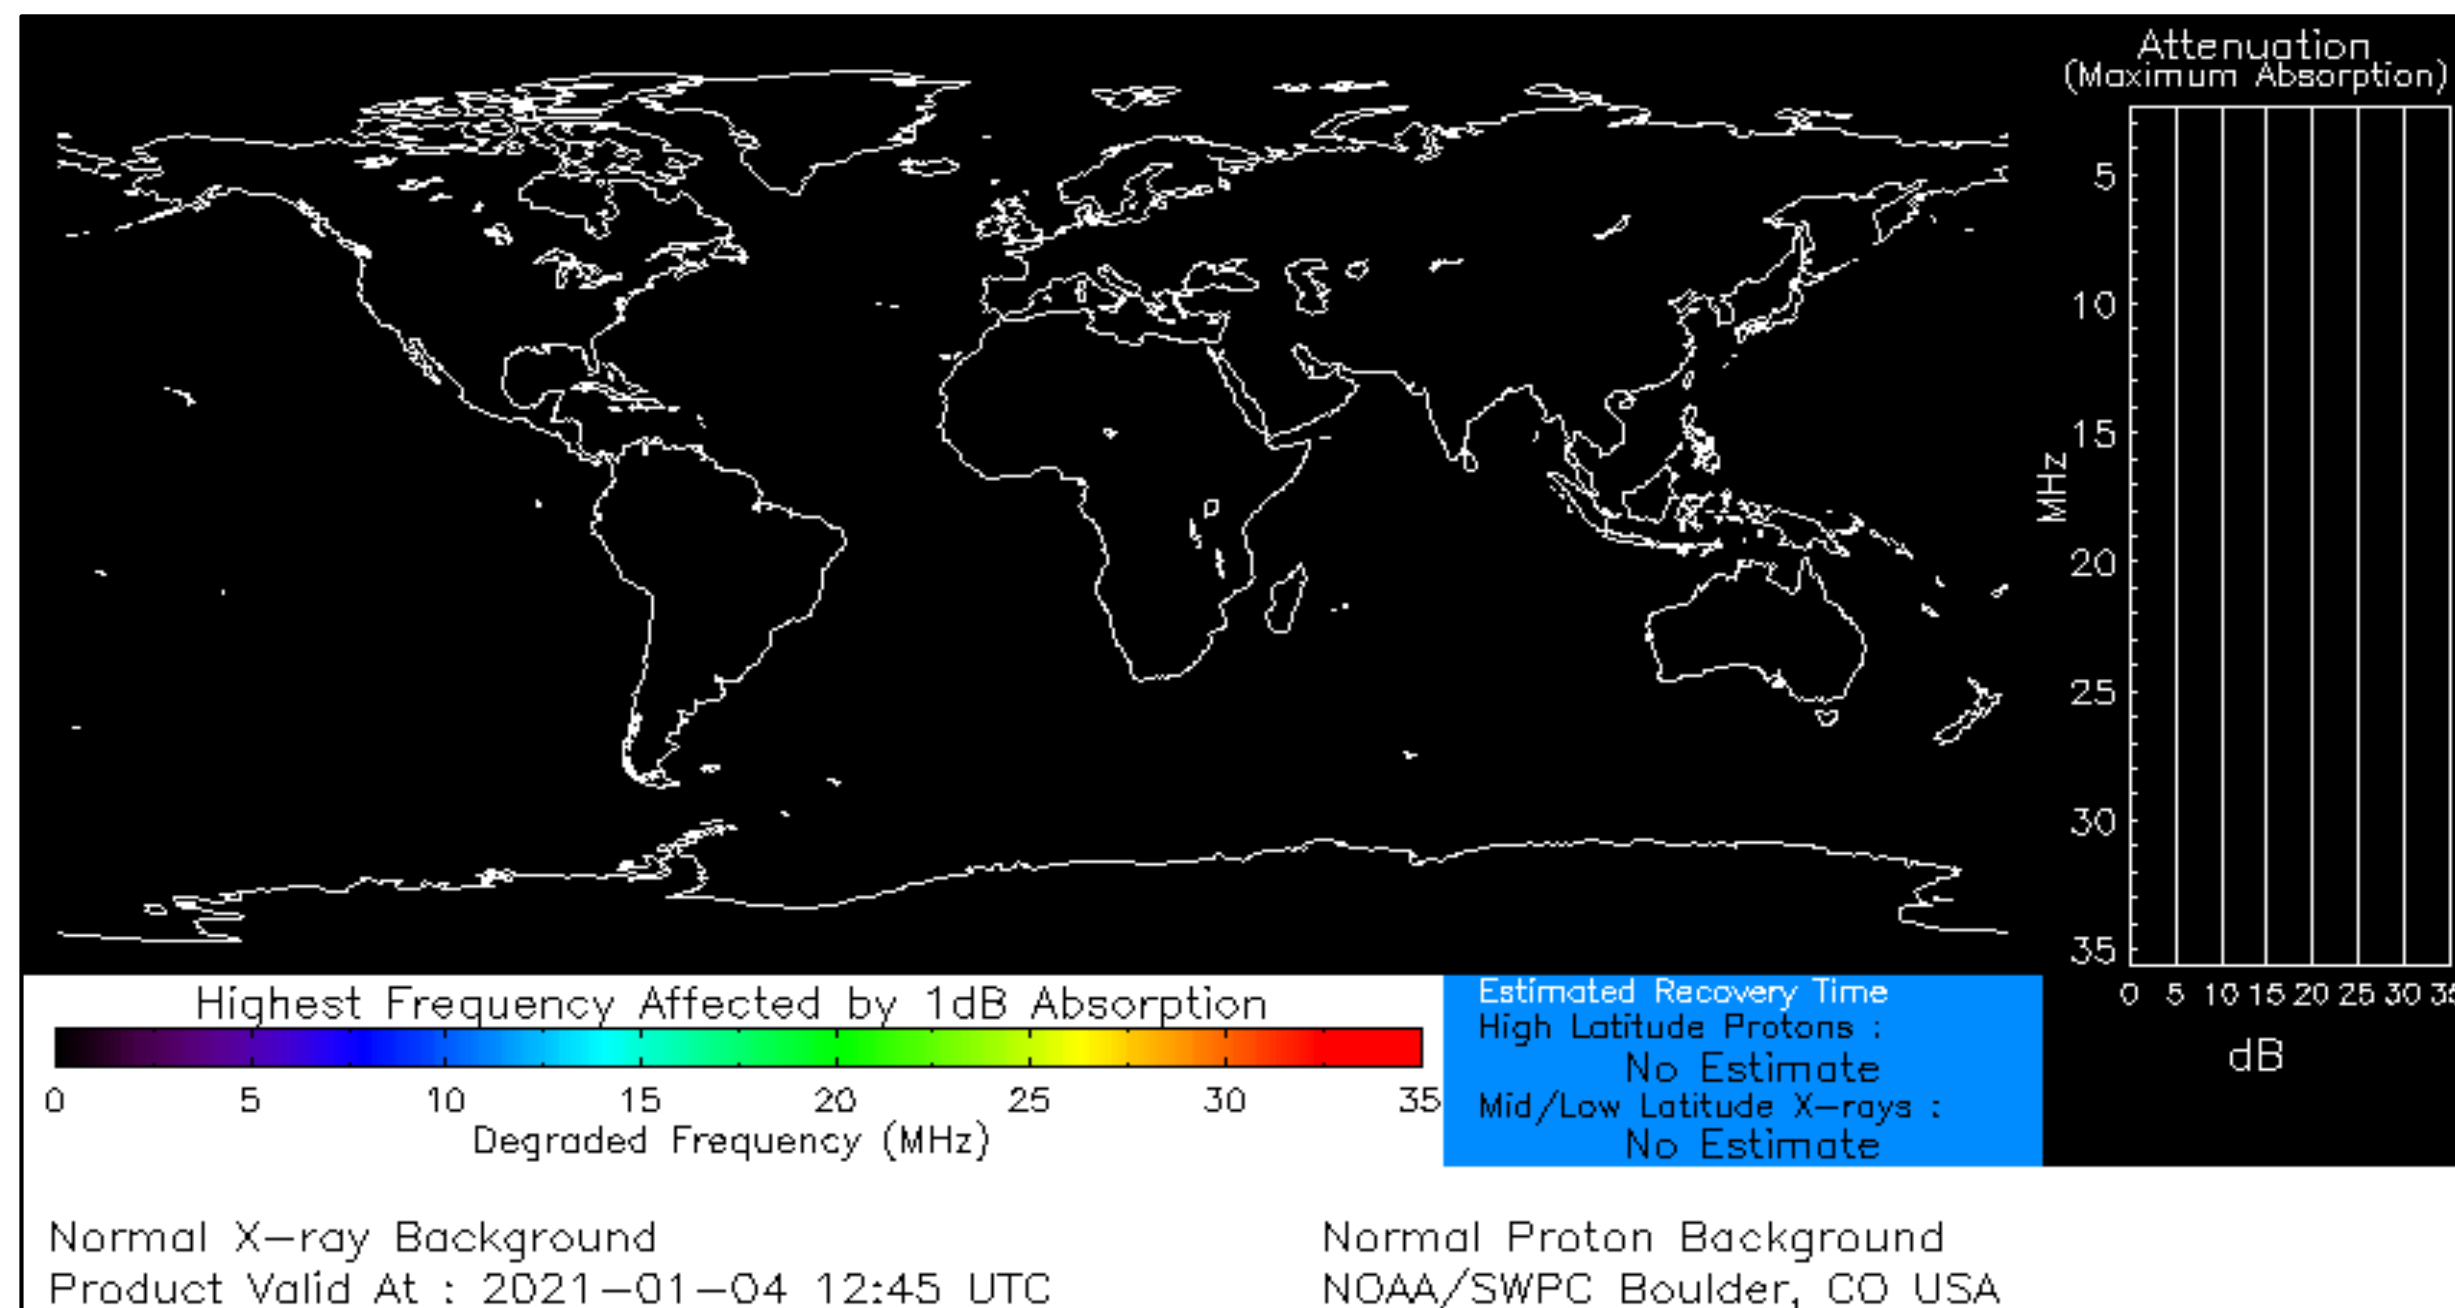 Attenuation
(Maximum Absorption)
5
10
15
20
25
30
35
MHz
0 5 10 15 20 25 30
dB
Highest Frequency Affected by 1dB Absorption
0 5 10 15 20 25 30 35
Degraded Frequency (MHz)
Estimated Recovery Time
High Latitude Protons :
No Estimate
Mid/Low Latitude X-rays :
No Estimate
Normal X-ray Background
Normal Proton Background
Product Valid At : 2021-01-04 12:45 UTC
NOAA/SWPC Boulder, CO USA